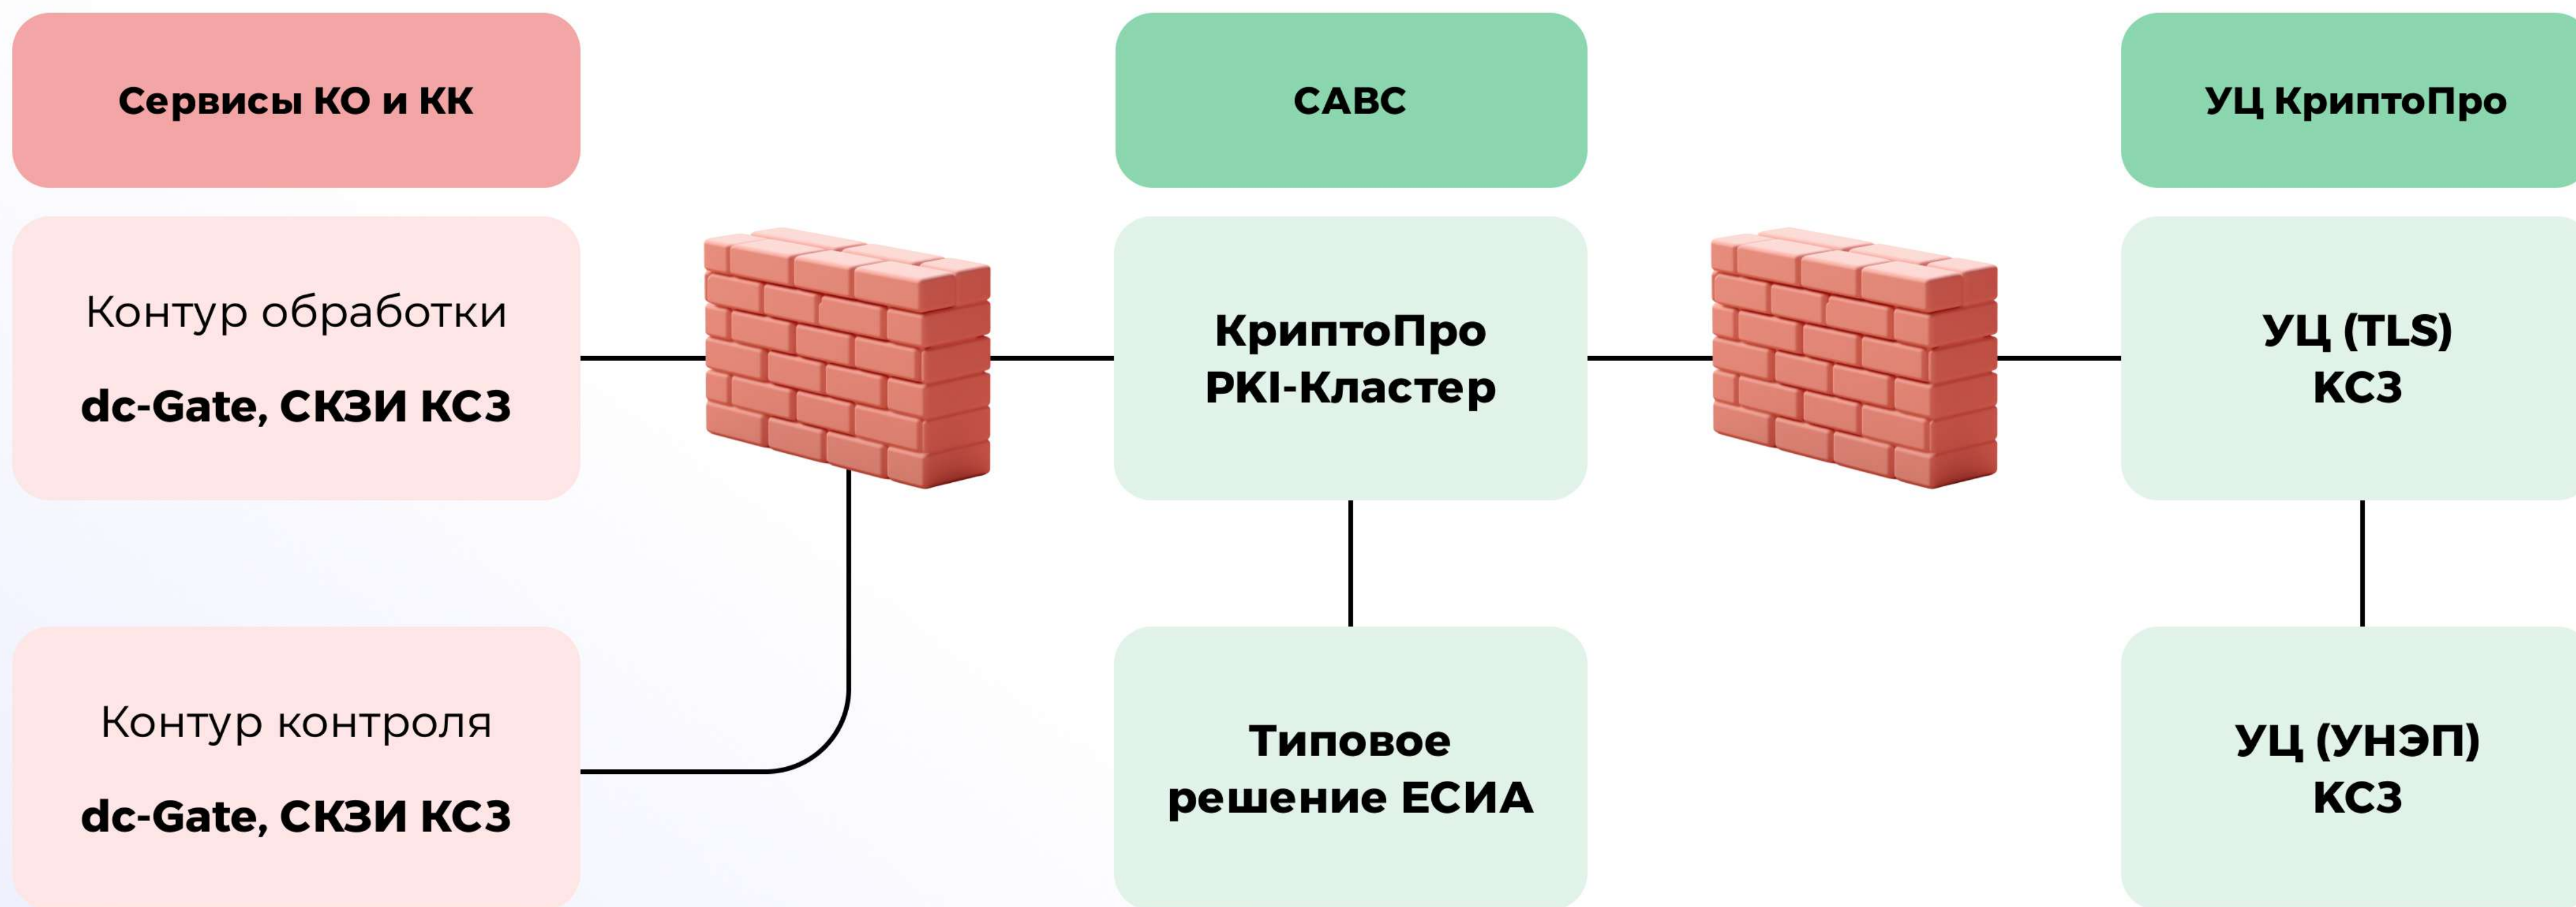 Сервисы КО и КК
САВС
УЦ КриптоПро
Контур обработки
dc-Gate, СКЗИ КС3
КриптоПро
PKI-Кластер
УЦ (TLS)
КС3
Контур контроля
dc-Gate, СКЗИ КС3
Типовое
решение ЕСИА
УЦ (УНЭП)
КС3